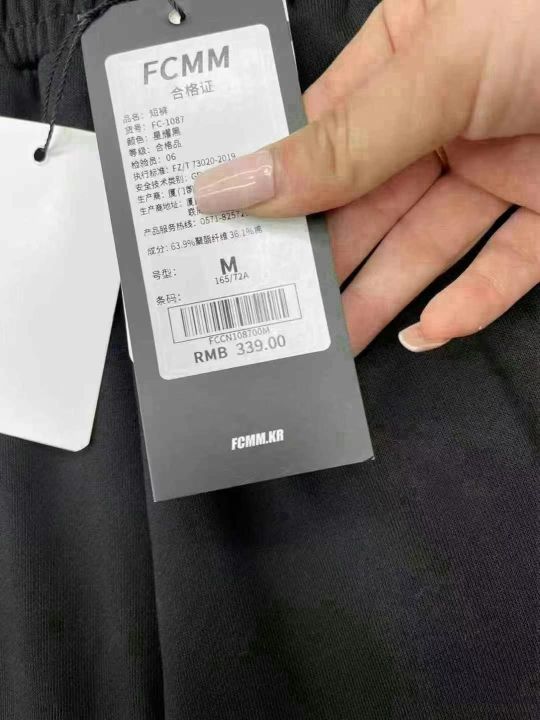 FCMM
合格证
品名: 短裤
货号: FC-1087
颜色: 星曜黑
等级: 合格品
检验员: 06
执行标准: FZ/T 73020-2019
安全技术类别:
生产商: 厦门
生产商地址:
产品服务热线: 0571-8257
成分: 63.9%聚酯纤维 36.1%棉
号型: M
165/72A
条码:
FCCN108700M
RMB 339.00
FCMM.KR